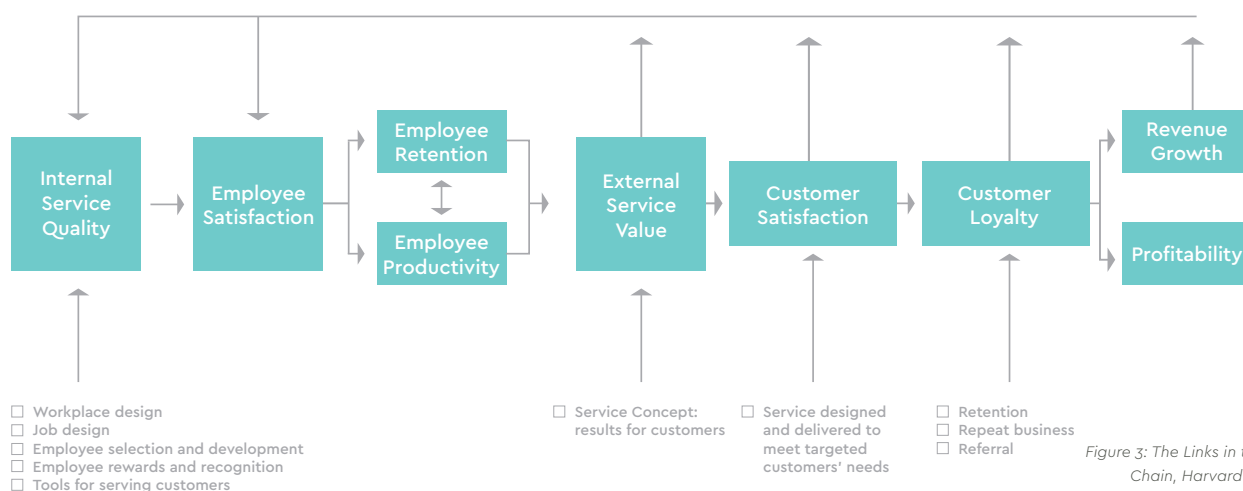 Internal
Service
Quality
Employee
Satisfaction
Employee
Retention
Employee
Productivity
External
Service
Value
Customer
Satisfaction
Customer
Loyalty
Revenue
Growth
Profitability
Workplace design
Job design
Employee selection and development
Employee rewards and recognition
Tools for serving customers
Service Concept:
results for customers
Service designed
and delivered to
meet targeted
customers' needs
Retention
Repeat business
Referral
Figure 3: The Links in
Chain, Harvard